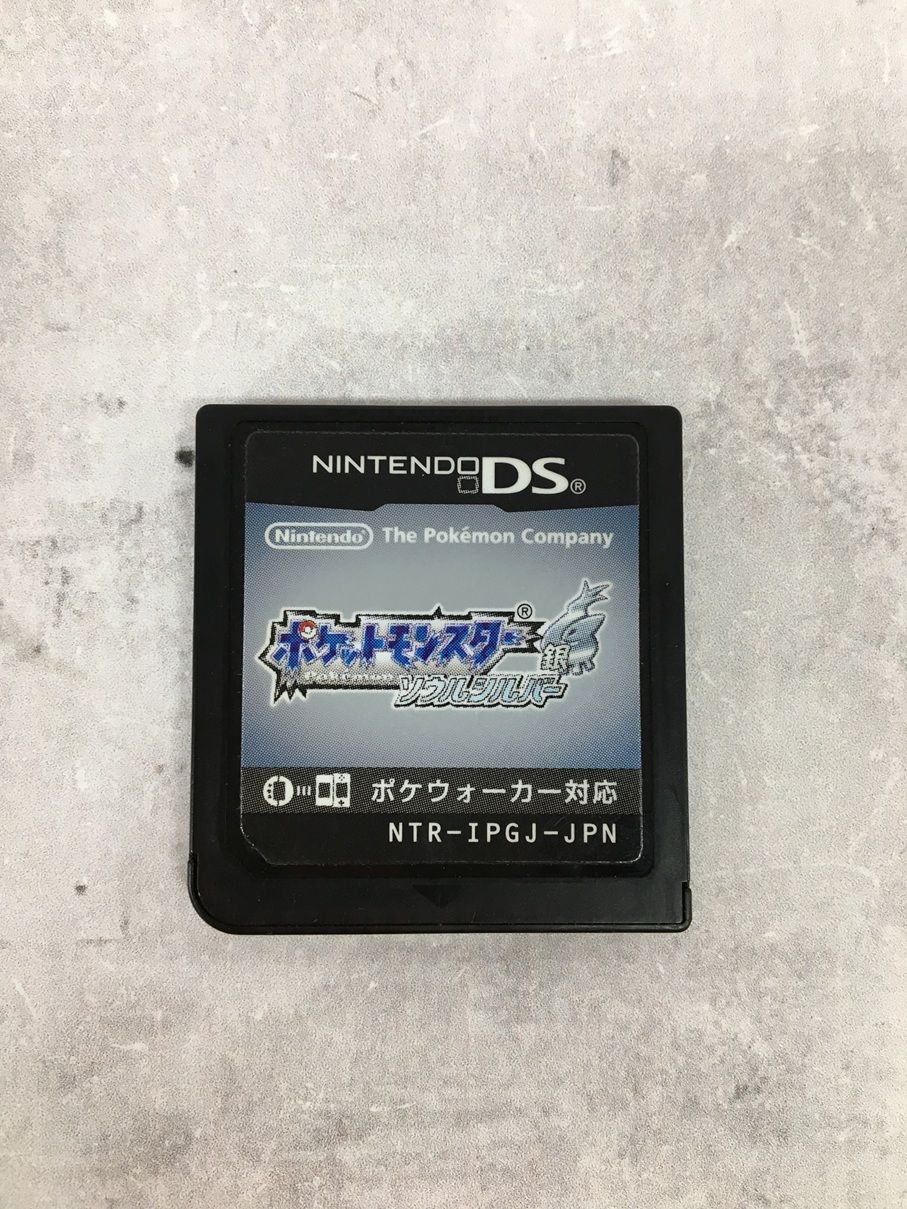 NINTENDO DS®
Nintendo® The Pokémon Company
ポケットモンスター®
Pokémon
銀
ソウルシルバー
ポケウォーカー対応
NTR-IPGJ-JPN